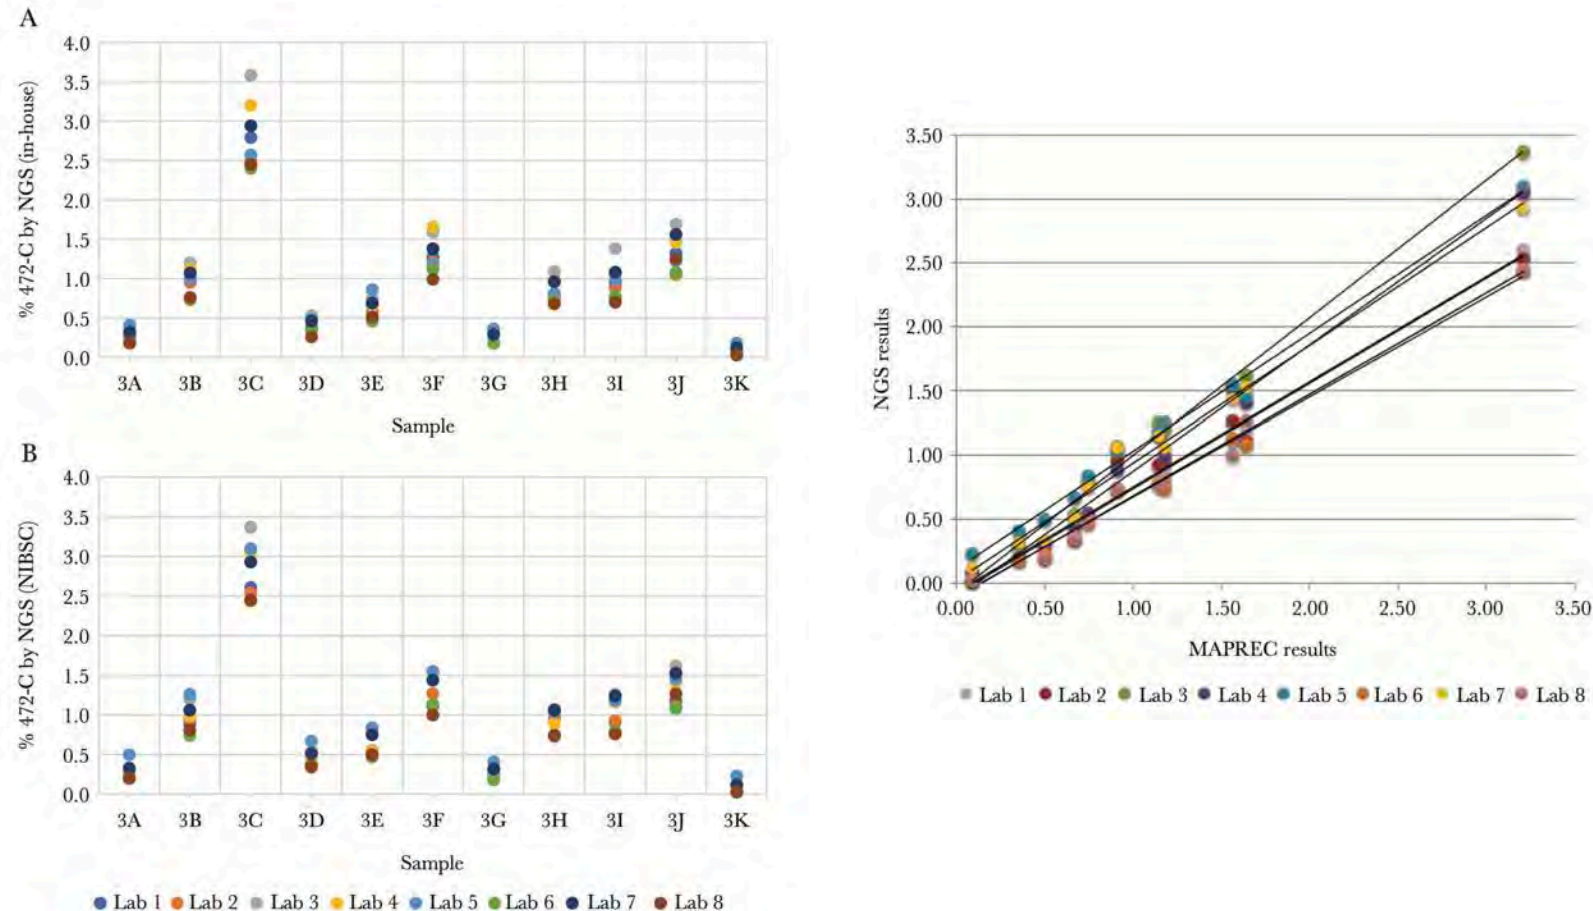 A
% 472-C by NGS (in-house)
4.0
3.5
3.0
2.5
2.0
1.5
1.0
0.5
0.0
3A 3B 3C 3D 3E 3F 3G 3H 3I 3J 3K
Sample
B
% 472-C by NGS (NIBSC)
4.0
3.5
3.0
2.5
2.0
1.5
1.0
0.5
0.0
3A 3B 3C 3D 3E 3F 3G 3H 3I 3J 3K
Sample
Lab 1 Lab 2 Lab 3 Lab 4 Lab 5 Lab 6 Lab 7 Lab 8
NGS results
3.50
3.00
2.50
2.00
1.50
1.00
0.50
0.00
0.00 0.50 1.00 1.50 2.00 2.50 3.00 3.50
MAPREC results
Lab 1 Lab 2 Lab 3 Lab 4 Lab 5 Lab 6 Lab 7 Lab 8